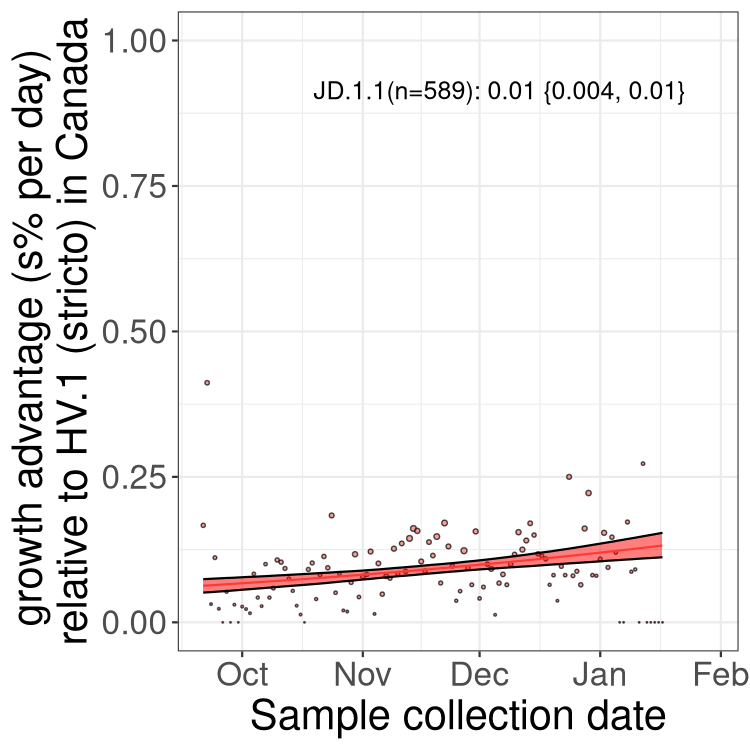 growth advantage (s% per day)
relative to HV.1 (stricto) in Canada
1.00
0.75
0.50
0.25
0.00
JD.1.1(n=589): 0.01 {0.004, 0.01}
Oct Nov Dec Jan Feb
Sample collection date